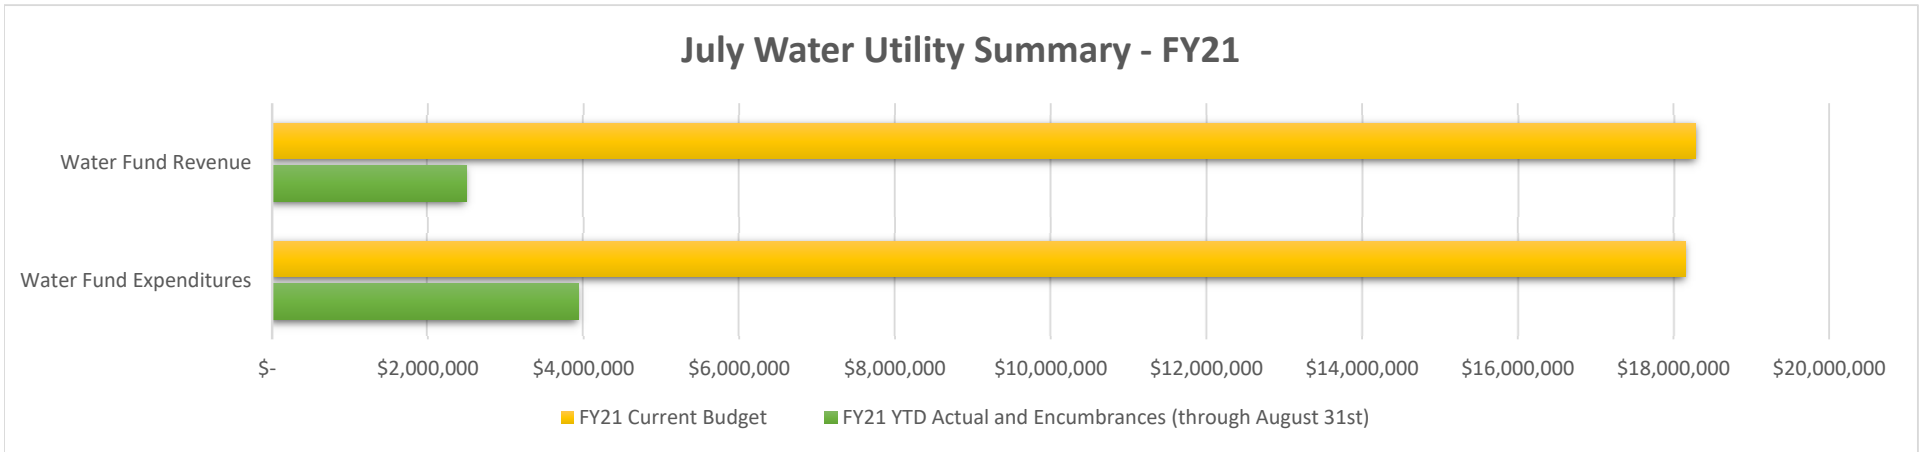 July Water Utility Summary - FY21
Water Fund Revenue
Water Fund Expenditures
$- $2,000,000 $4,000,000 $6,000,000 $8,000,000 $10,000,000 $12,000,000 $14,000,000 $16,000,000 $18,000,000 $20,000,000
FY21 Current Budget FY21 YTD Actual and Encumbrances (through August 31st)